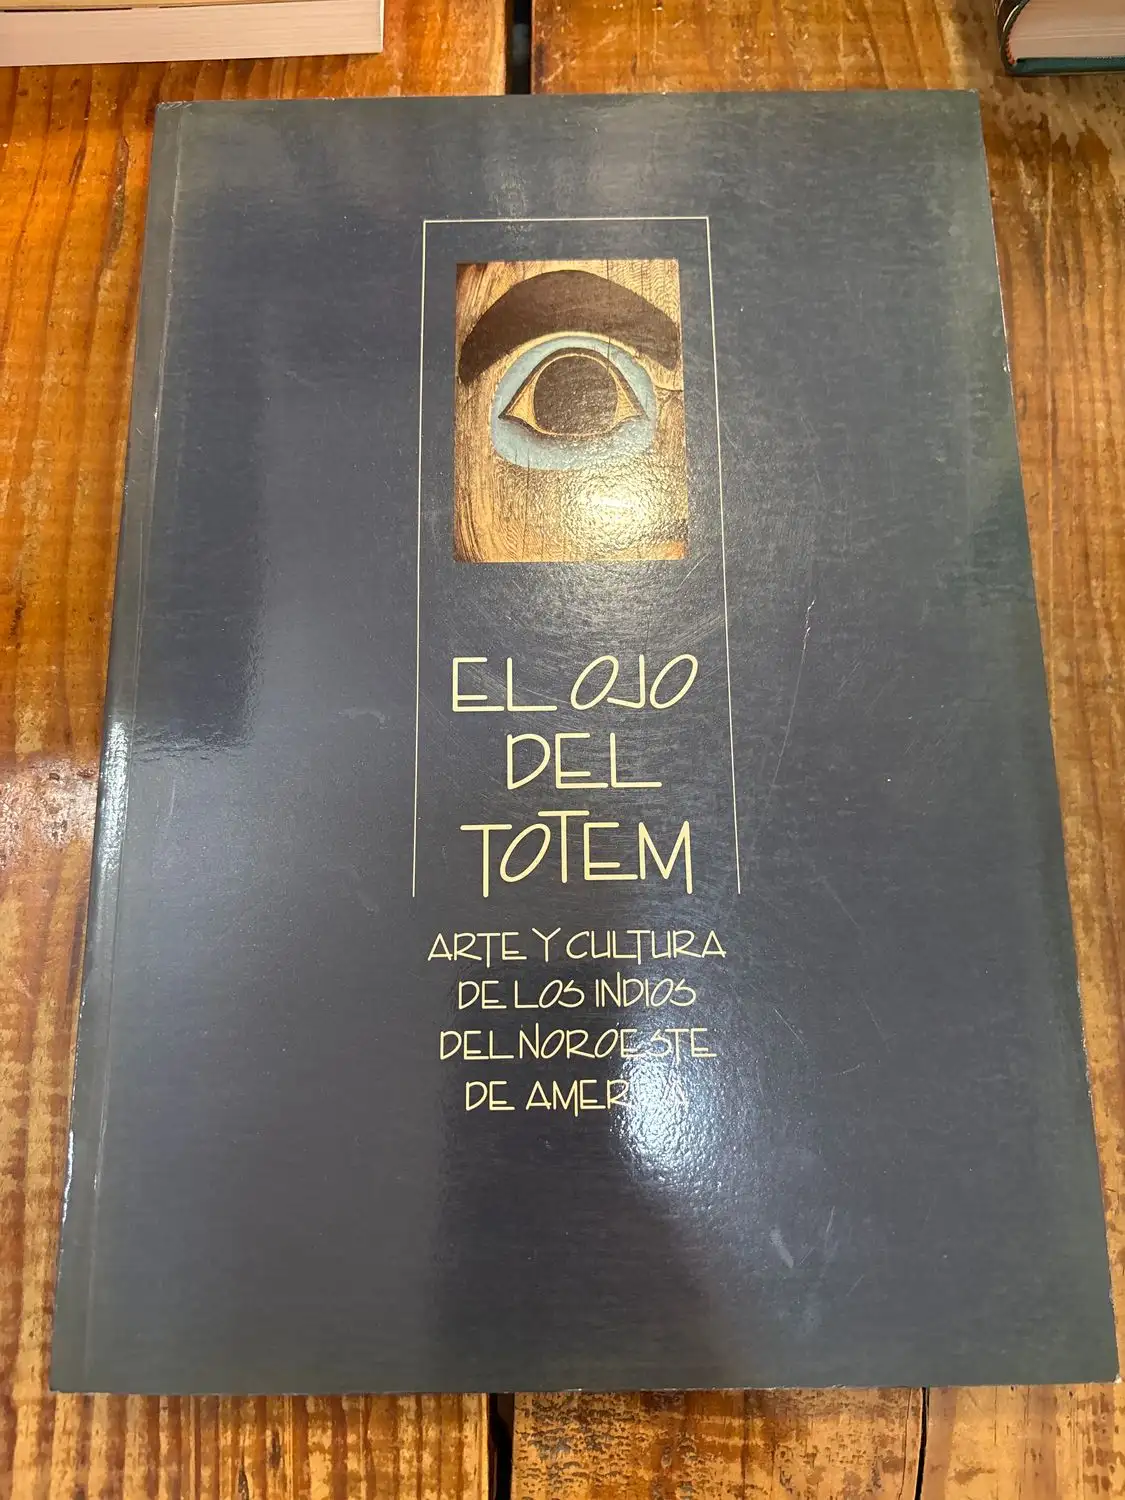 EL OJO
DEL
TOTEM
ARTE Y CULTURA
DE LOS INDIOS
DEL NOROESTE
DE AMERICA